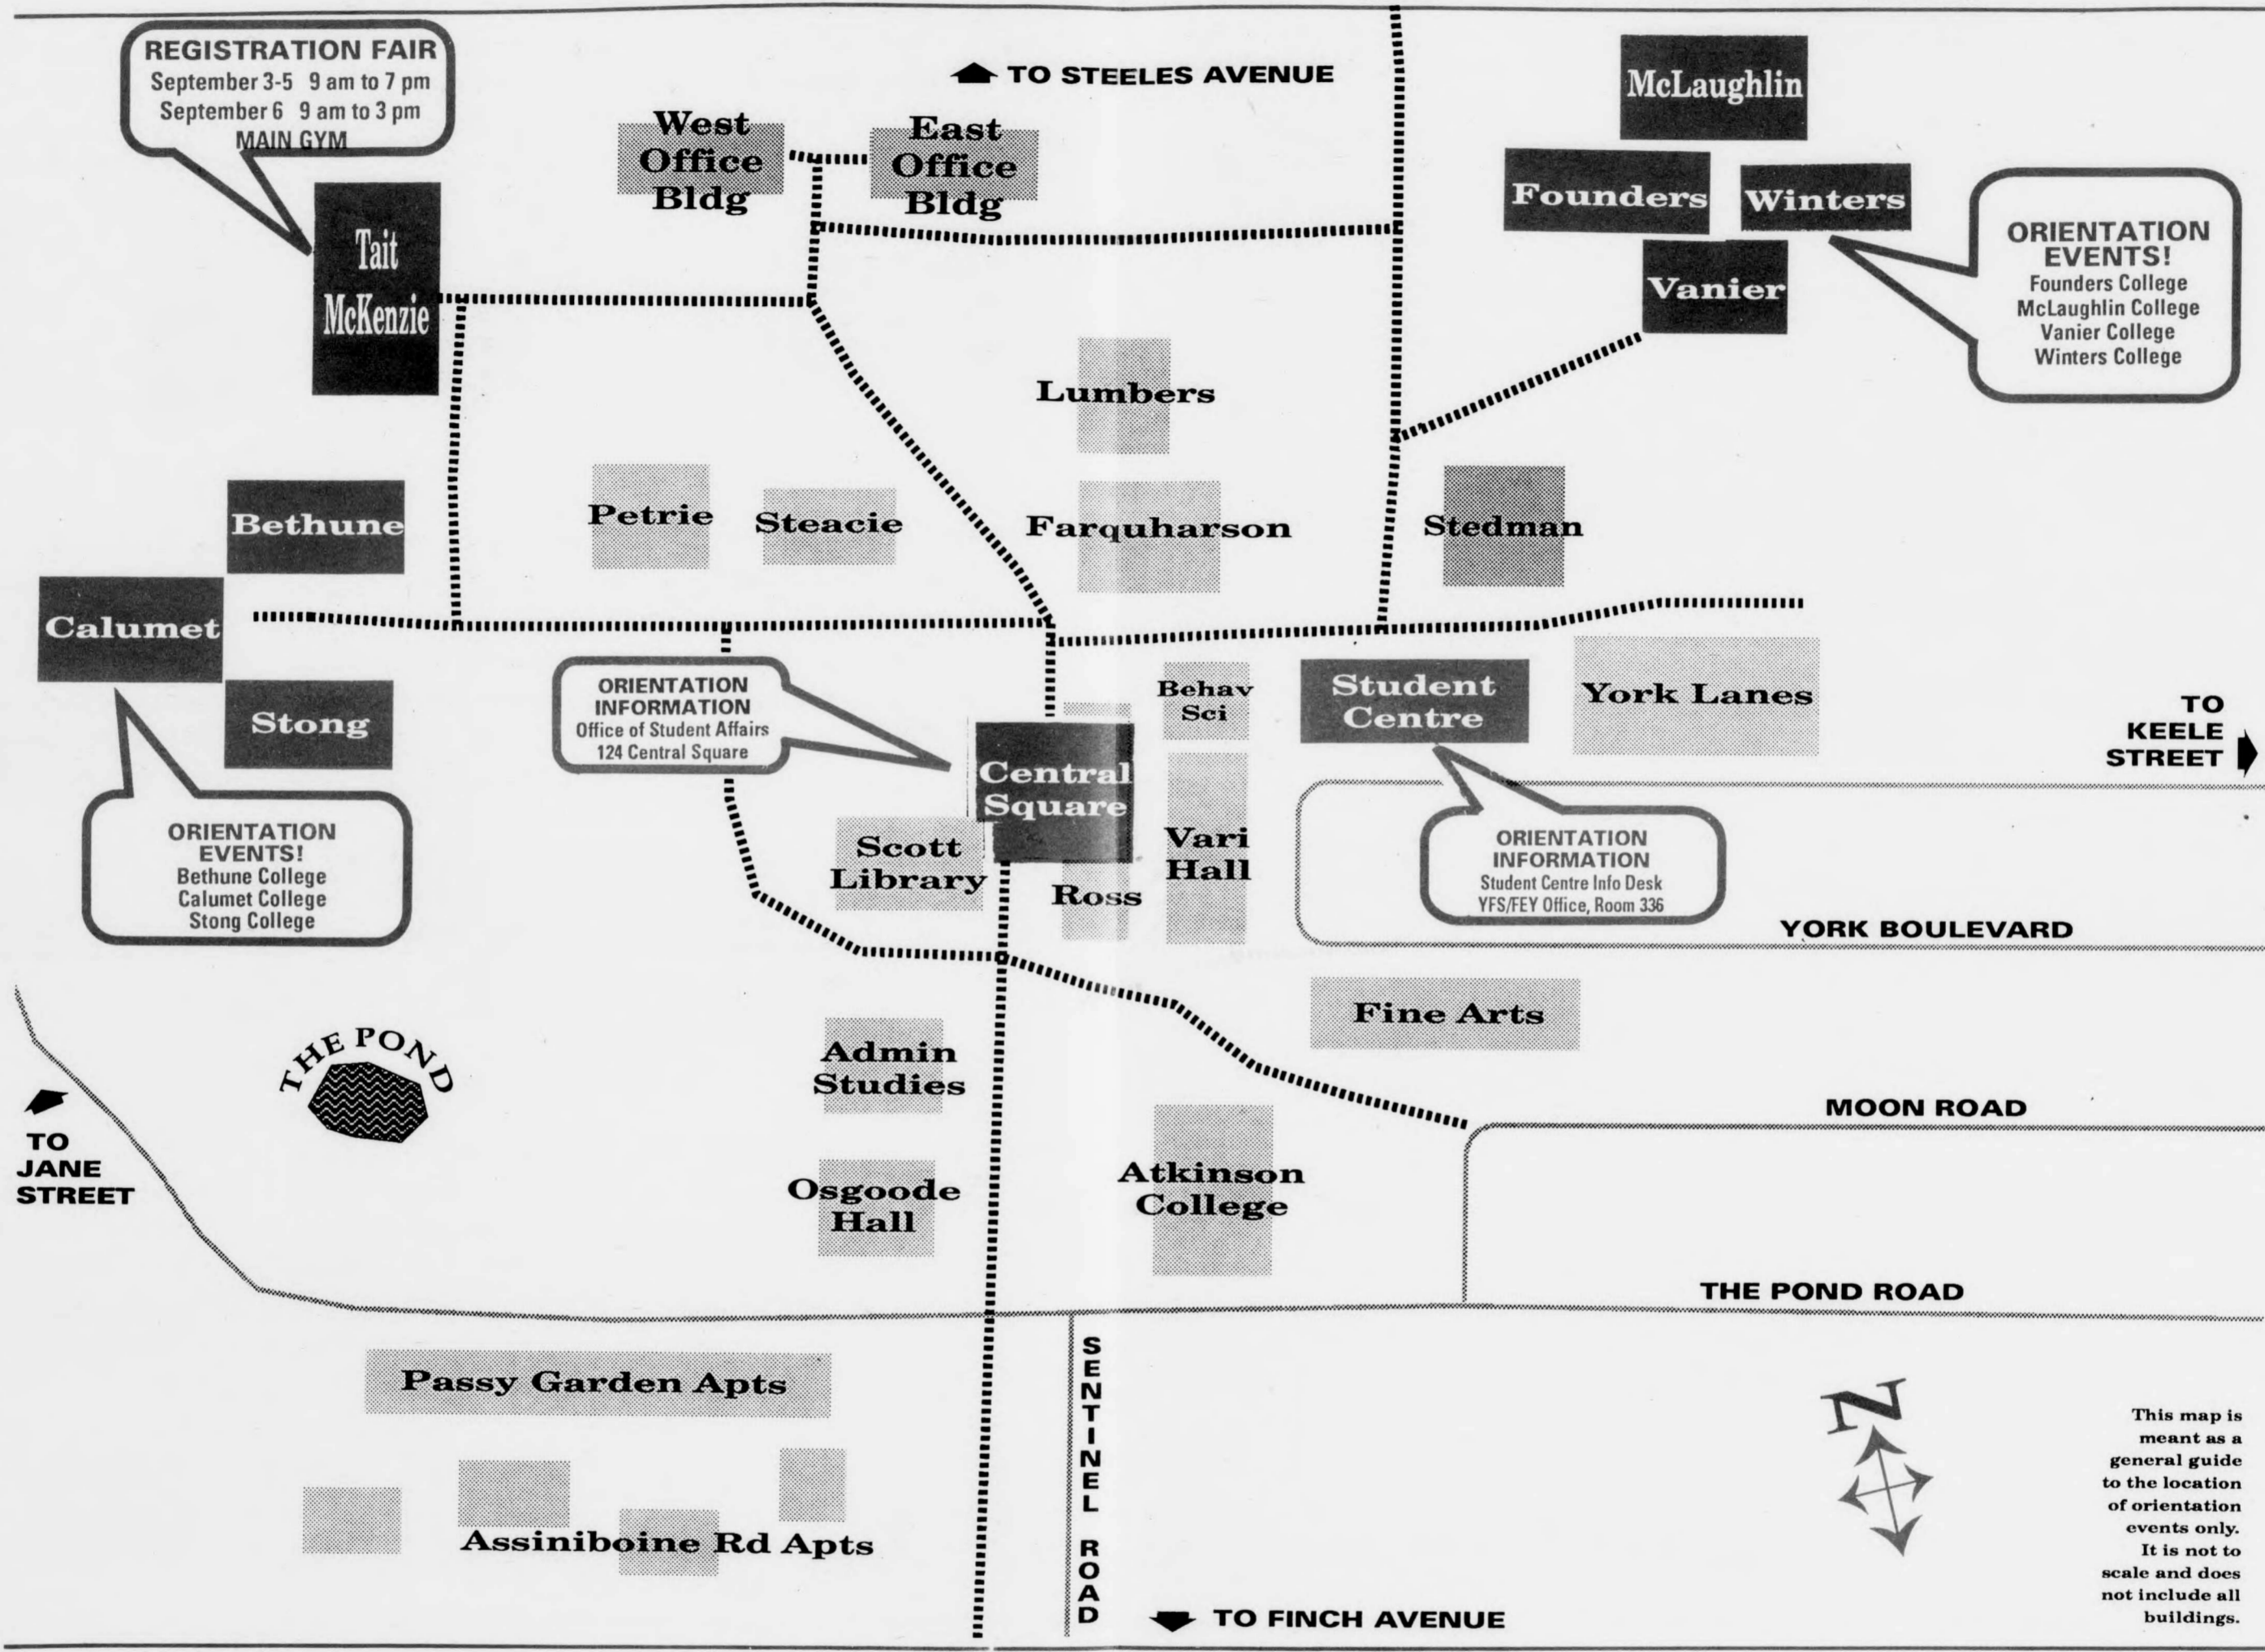 REGISTRATION FAIR
September 3-5 9 am to 7 pm
September 6 9 am to 3 pm
MAIN GYM
TO STEELES AVENUE
West
Office
Bldg
East
Office
Bldg
McLaughlin
Founders
Winters
Vanier
ORIENTATION
EVENTS!
Founders College
McLaughlin College
Vanier College
Winters College
Tait
McKenzie
Lumbers
Petrie
Steacie
Farquharson
Stedman
Bethune
Calumet
Stong
ORIENTATION
INFORMATION
Office of Student Affairs
124 Central Square
Central
Square
Behav
Sci
Student
Centre
York Lanes
TO
KEELE
STREET
ORIENTATION
EVENTS!
Bethune College
Calumet College
Stong College
Scott
Library
Ross
Vari
Hall
ORIENTATION
INFORMATION
Student Centre Info Desk
YFS/FEY Office, Room 336
YORK BOULEVARD
Fine Arts
THE POND
TO
JANE
STREET
Admin
Studies
MOON ROAD
Osgoode
Hall
Atkinson
College
THE POND ROAD
Passy Garden Apts
SENTINEL ROAD
Assiniboine Rd Apts
TO FINCH AVENUE
N
This map is
meant as a
general guide
to the location
of orientation
events only.
It is not to
scale and does
not include all
buildings.